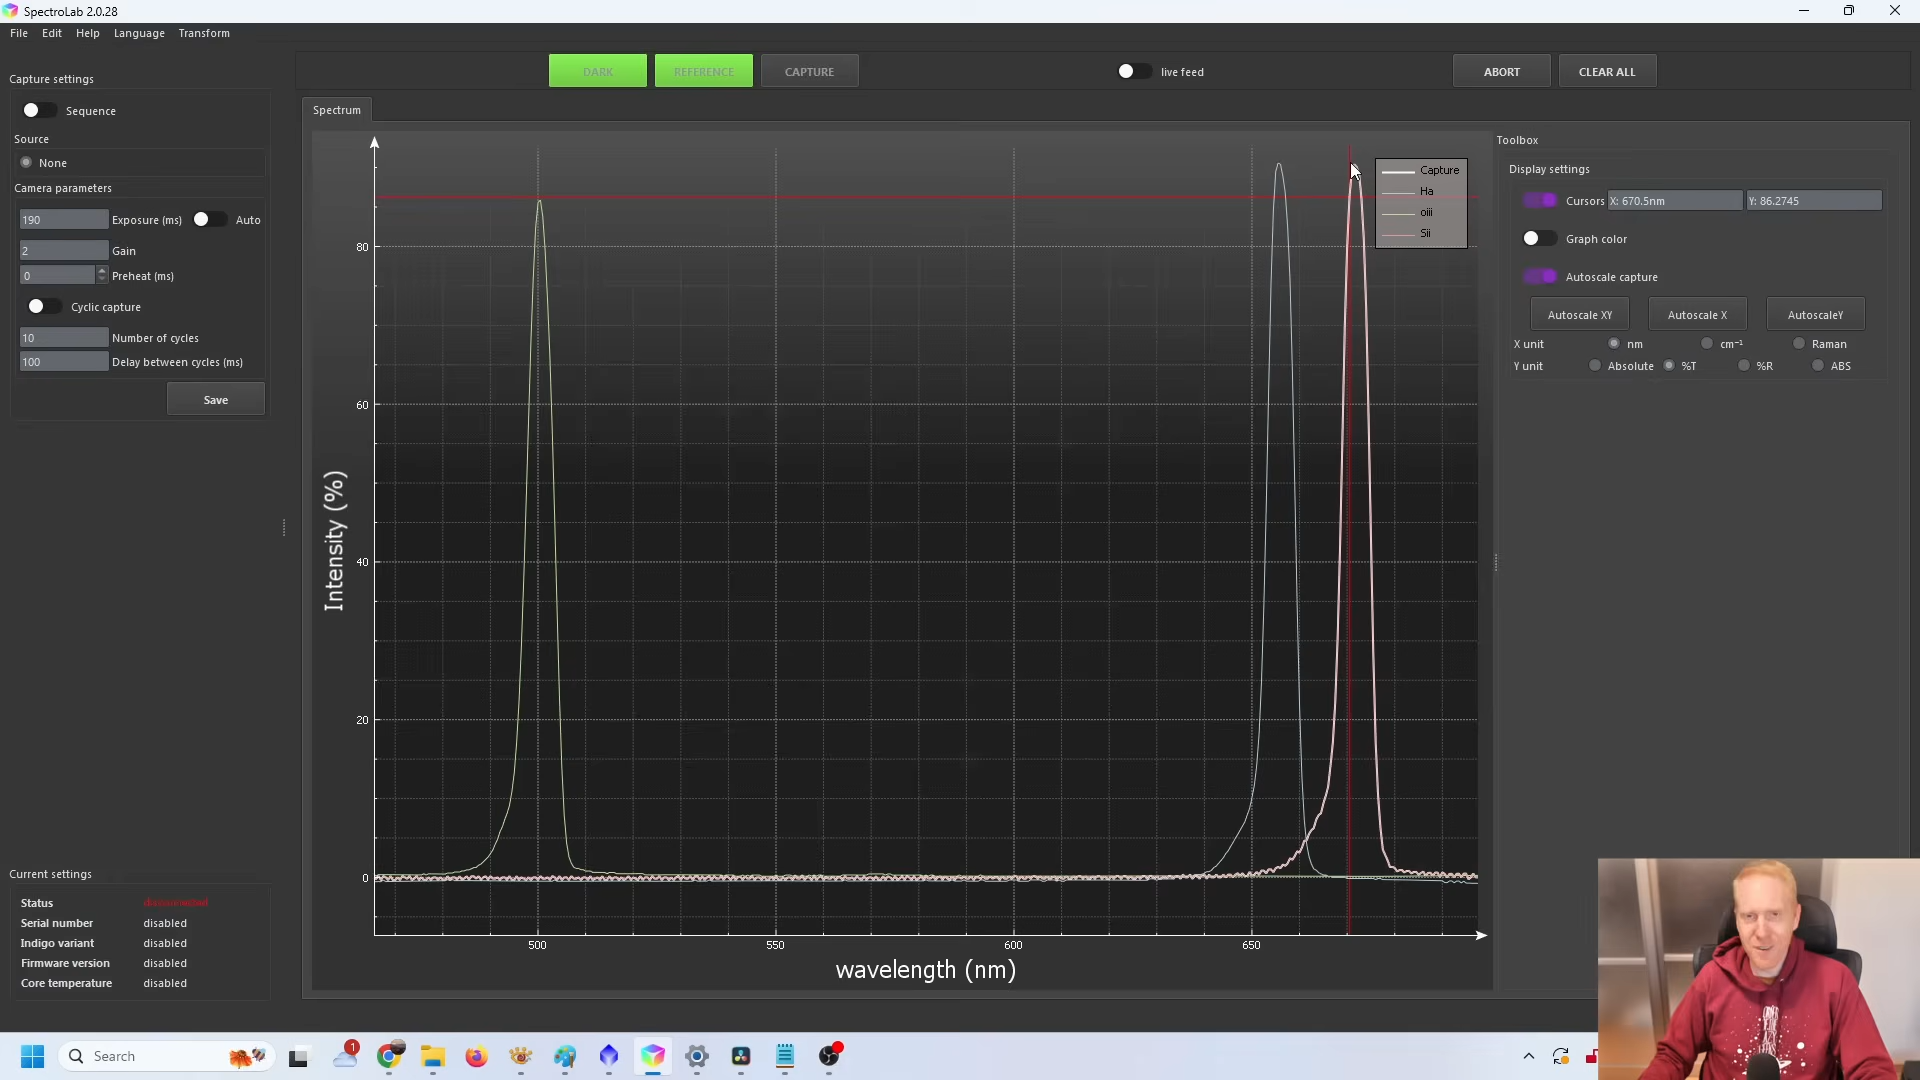 SpectroLab 2.0.28
File Edit Help Language Transform
DARK REFERENCE CAPTURE live feed ABORT CLEAR ALL
Capture settings
Sequence
Source
None
Camera parameters
190 Exposure (ms) Auto
2 Gain
0 Preheat (ms)
Cyclic capture
10 Number of cycles
100 Delay between cycles (ms)
Save
Current settings
Status
Serial number disabled
Indigo variant disabled
Firmware version disabled
Core temperature disabled
Spectrum
Capture
Ha
oiii
Sii
80
60
40
20
0
Intensity (%)
500 550 600 650
wavelength (nm)
Toolbox
Display settings
Cursors X: 670.5nm Y: 86.2745
Graph color
Autoscale capture
Autoscale XY Autoscale X AutoscaleY
X unit nm cm⁻¹ Raman
Y unit Absolute %T %R ABS
Search
1